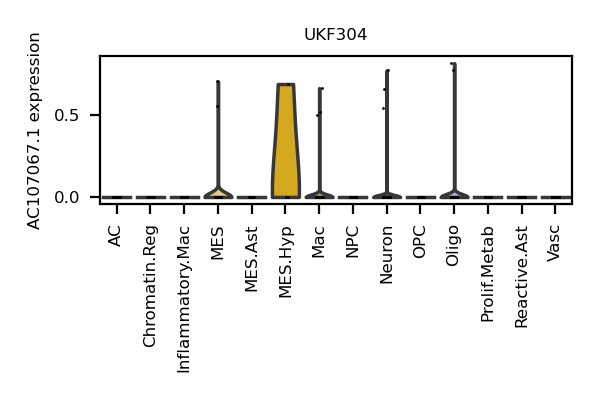 UKF304
AC107067.1 expression
0.5
0.0
AC
Chromatin.Reg
Inflammatory.Mac
MES
MES.Ast
MES.Hyp
Mac
NPC
Neuron
OPC
Oligo
Prolif.Metab
Reactive.Ast
Vasc